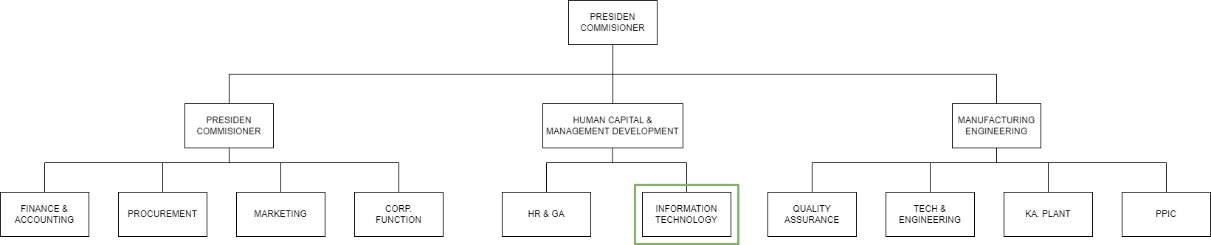 PRESIDEN
COMMISIONER
PRESIDEN
COMMISIONER
HUMAN CAPITAL &
MANAGEMENT DEVELOPMENT
MANUFACTURING
ENGINEERING
FINANCE &
ACCOUNTING
PROCUREMENT
MARKETING
CORP.
FUNCTION
HR & GA
INFORMATION
TECHNOLOGY
QUALITY
ASSURANCE
TECH &
ENGINEERING
KA. PLANT
PPIC